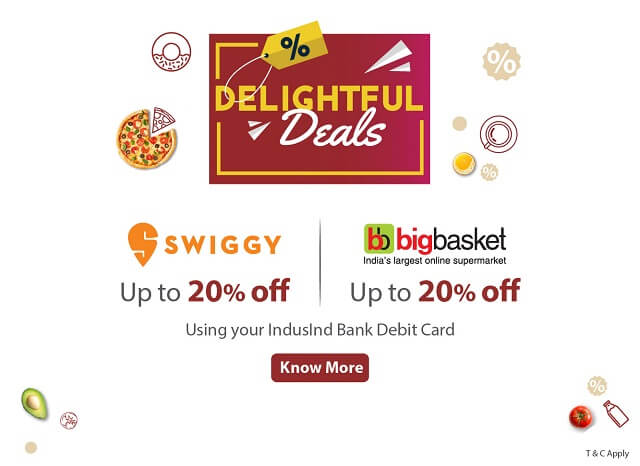 %
DELIGHTFUL
Deals
%
%
SWIGGY
Up to 20% off
bb bigbasket
India's largest online supermarket
Up to 20% off
Using your IndusInd Bank Debit Card
Know More
%
T & C Apply